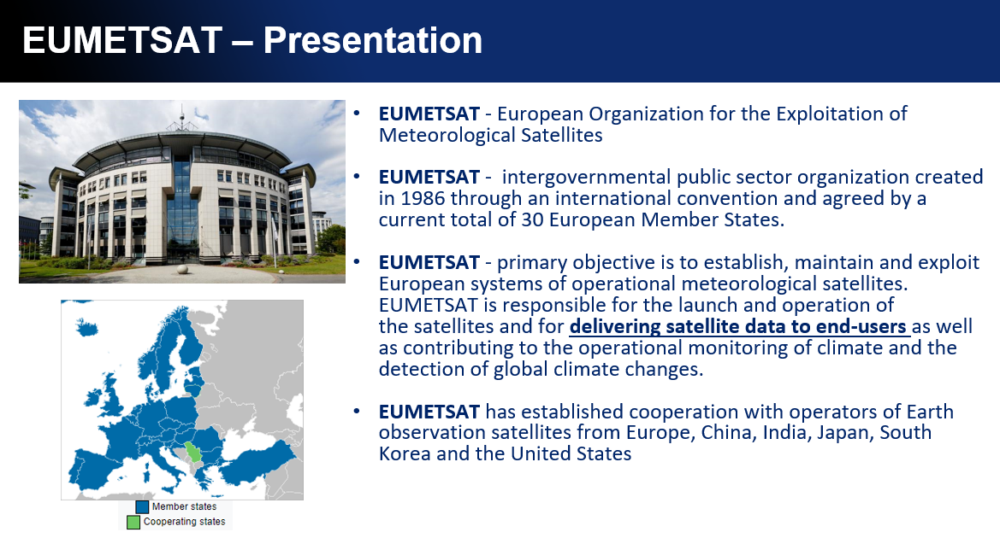 EUMETSAT – Presentation
• EUMETSAT - European Organization for the Exploitation of
Meteorological Satellites
• EUMETSAT -  intergovernmental public sector organization created
in 1986 through an international convention and agreed by a
current total of 30 European Member States.
• EUMETSAT - primary objective is to establish, maintain and exploit
European systems of operational meteorological satellites.
EUMETSAT is responsible for the launch and operation of
the satellites and for delivering satellite data to end-users as well
as contributing to the operational monitoring of climate and the
detection of global climate changes.
• EUMETSAT has established cooperation with operators of Earth
observation satellites from Europe, China, India, Japan, South
Korea and the United States
Member states
Cooperating states